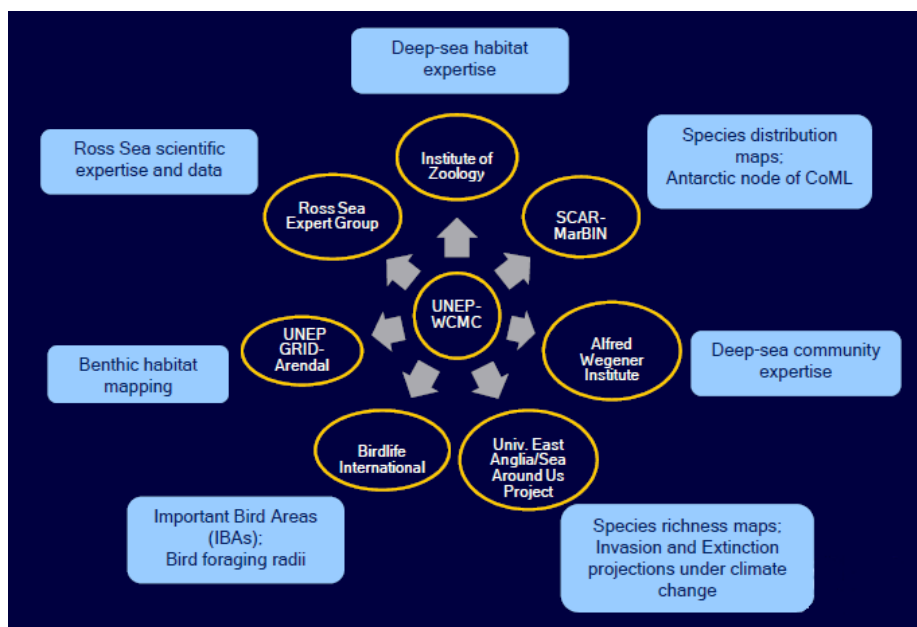 Deep-sea habitat
expertise
Ross Sea scientific
expertise and data
Species distribution
maps;
Antarctic node of CoML
Institute of
Zoology
Ross Sea
Expert Group
SCAR-
MarBIN
UNEP-
WCMC
UNEP
GRID-
Arendal
Alfred
Wegener
Institute
Benthic habitat
mapping
Deep-sea community
expertise
Birdlife
International
Univ. East
Anglia/Sea
Around Us
Project
Important Bird Areas
(IBAs);
Bird foraging radii
Species richness maps;
Invasion and Extinction
projections under climate
change